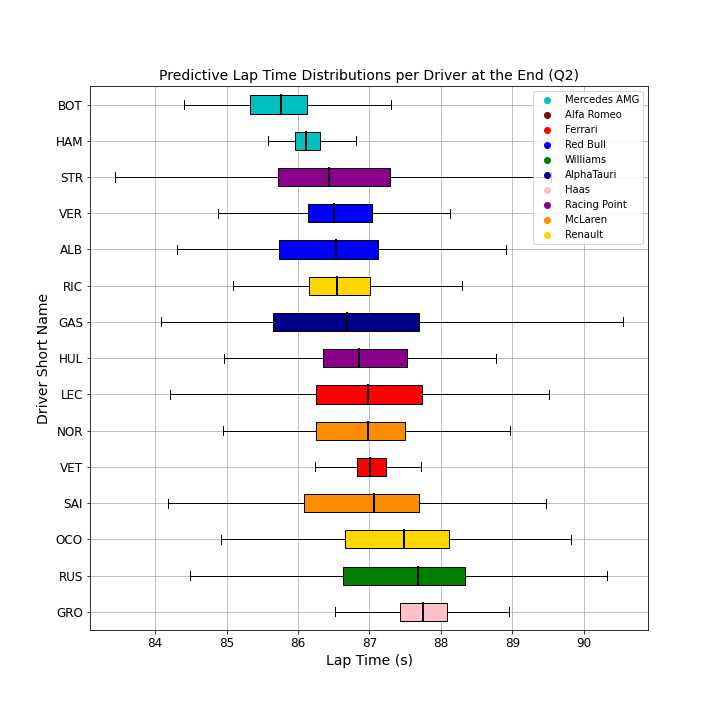 Predictive Lap Time Distributions per Driver at the End (Q2)
Mercedes AMG
Alfa Romeo
Ferrari
Red Bull
Williams
AlphaTauri
Haas
Racing Point
McLaren
Renault
Driver Short Name
BOT
HAM
STR
VER
ALB
RIC
GAS
HUL
LEC
NOR
VET
SAI
OCO
RUS
GRO
84 85 86 87 88 89 90
Lap Time (s)